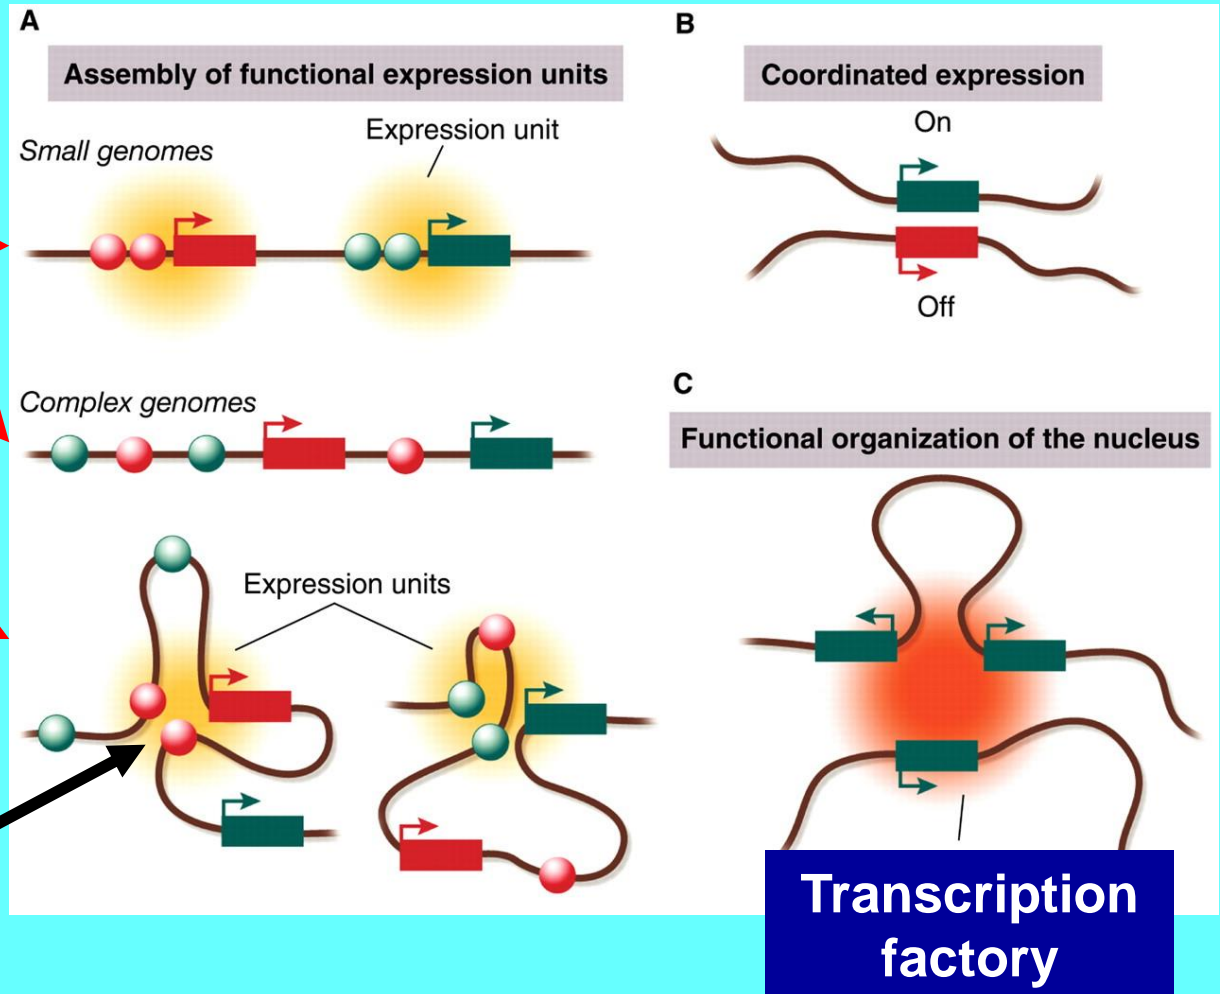 A
Assembly of functional expression units
Small genomes
Expression unit
Complex genomes
Expression units
B
Coordinated expression
On
Off
C
Functional organization of the nucleus
Transcription
factory